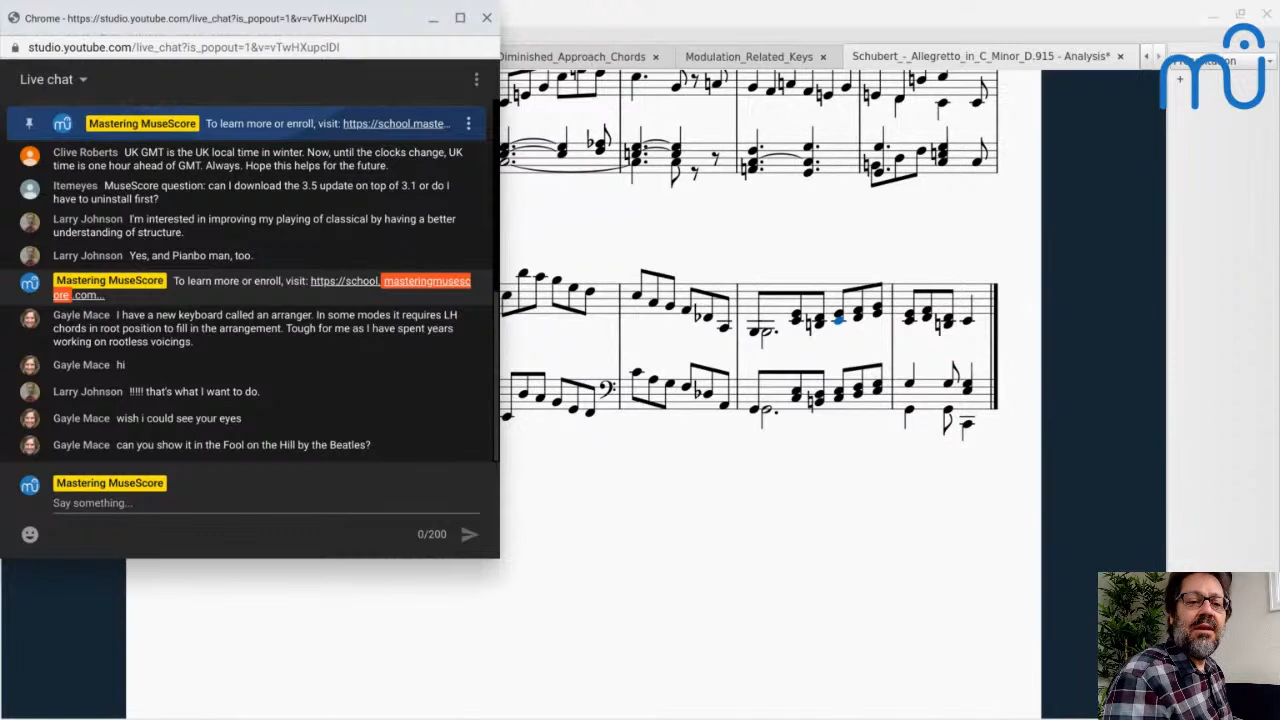 Chrome - https://studio.youtube.com/live_chat?is_popout=1&v=vTwHXupclDI
studio.youtube.com/live_chat?is_popout=1&v=vTwHXupclDI
Diminished_Approach_Chords
Modulation_Related_Keys
Schubert_-_Allegretto_in_C_Minor_D.915 - Analysis*
Live chat
Mastering MuseScore To learn more or enroll, visit: https://school.maste...
Clive Roberts UK GMT is the UK local time in winter. Now, until the clocks change, UK
time is one hour ahead of GMT. Always. Hope this helps for the future.
Itemeyes MuseScore question: can I download the 3.5 update on top of 3.1 or do I
have to uninstall first?
Larry Johnson I'm interested in improving my playing of classical by having a better
understanding of structure.
Larry Johnson Yes, and Pianbo man, too.
Mastering MuseScore To learn more or enroll, visit: https://school.masteringmusesc
ore.com...
Gayle Mace I have a new keyboard called an arranger. In some modes it requires LH
chords in root position to fill in the arrangement. Tough for me as I have spent years
working on rootless voicings.
Gayle Mace hi
Larry Johnson !!!!! that's what I want to do.
Gayle Mace wish i could see your eyes
Gayle Mace can you show it in the Fool on the Hill by the Beatles?
Mastering MuseScore
Say something...
0/200